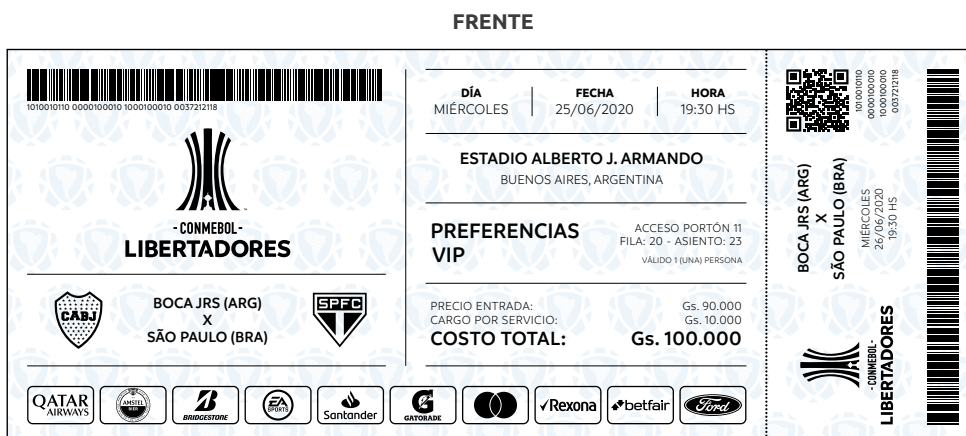 FRENTE
1010010110 0000100010 1000100010 0037212118
- CONMEBOL -
LIBERTADORES
CABJ
BOCA JRS (ARG)
X
SÃO PAULO (BRA)
SPFC
DÍA
MIÉRCOLES
FECHA
25/06/2020
HORA
19:30 HS
ESTADIO ALBERTO J. ARMANDO
BUENOS AIRES, ARGENTINA
PREFERENCIAS
VIP
ACCESO PORTÓN 11
FILA: 20 - ASIENTO: 23
VÁLIDO 1 (UNA) PERSONA
PRECIO ENTRADA: Gs. 90.000
CARGO POR SERVICIO: Gs. 10.000
COSTO TOTAL: Gs. 100.000
QATAR
AIRWAYS
AMSTEL
BIER
BRIDGESTONE
EA
SPORTS
Santander
G
GATORADE
Rexona
betfair
Ford
1010010110
0000100010
1000100010
0037212118
BOCA JRS (ARG)
X
SÃO PAULO (BRA)
MIÉRCOLES
26/06/2020
19:30 HS
- CONMEBOL -
LIBERTADORES